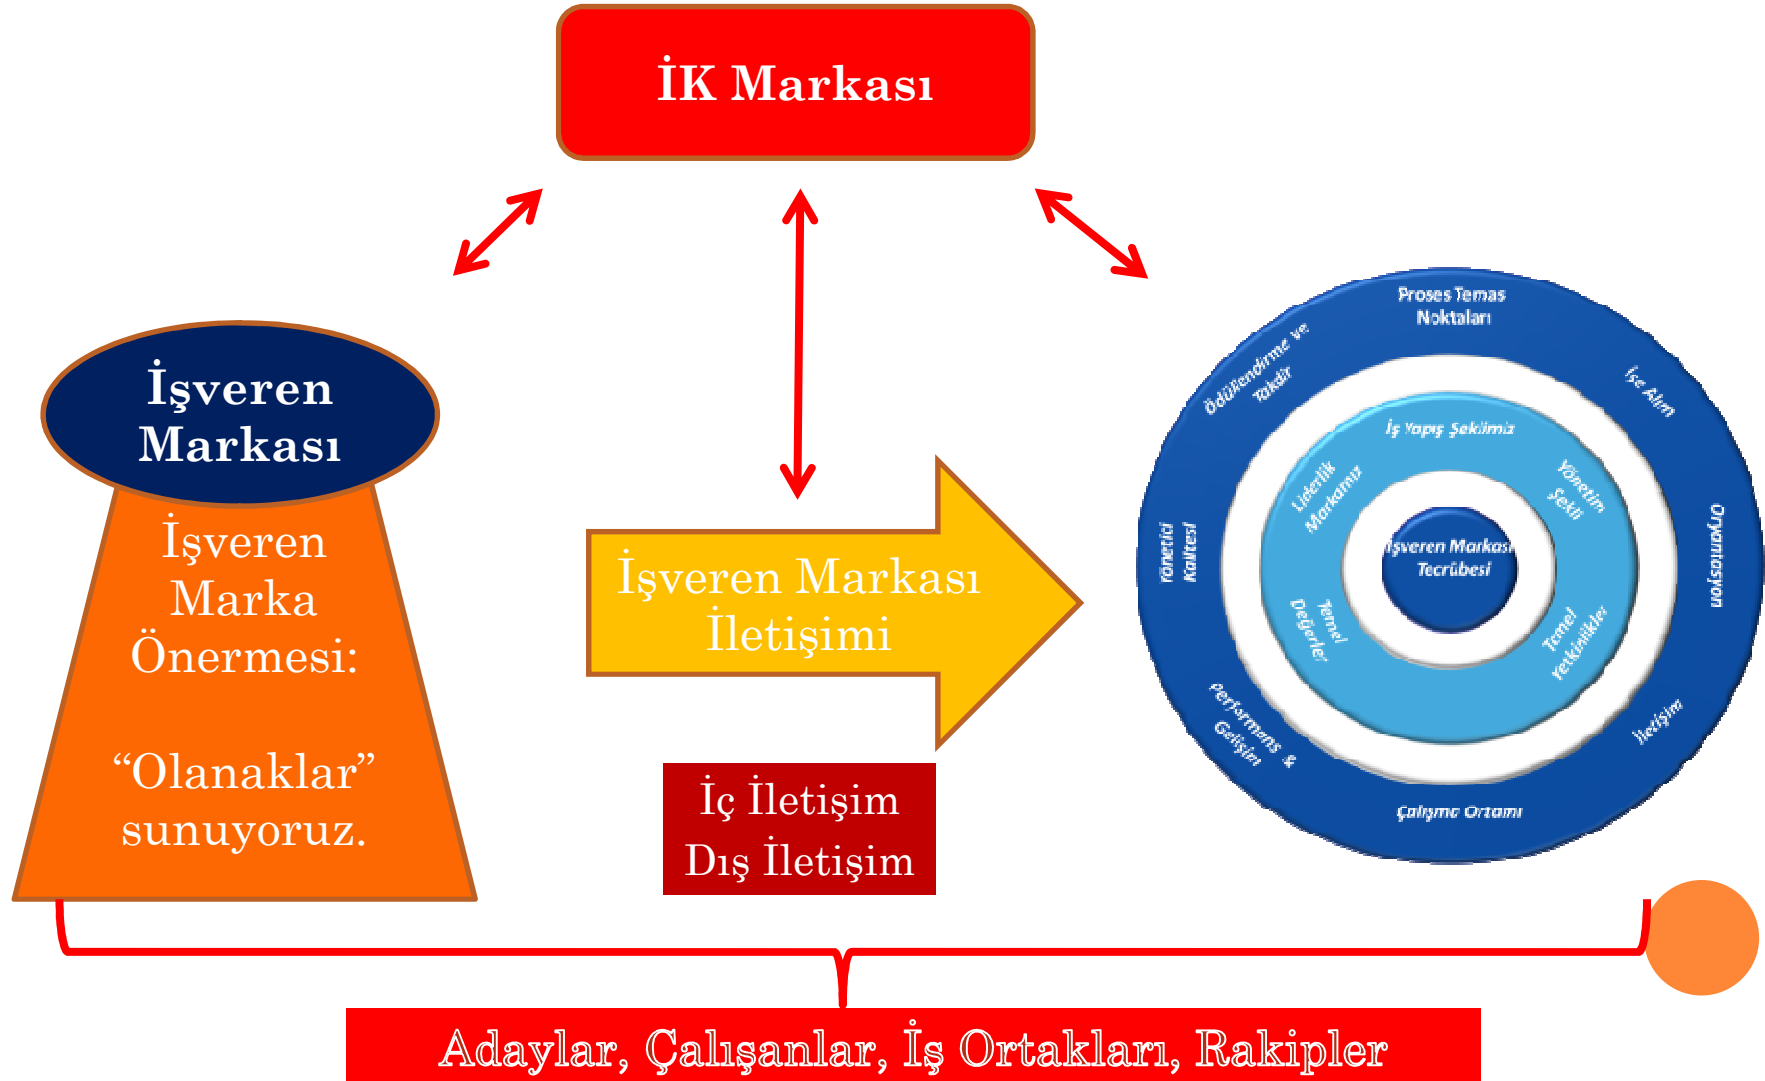 İK Markası
İşveren
Markası
İşveren
Marka
Önermesi:
“Olanaklar”
sunuyoruz.
İşveren Markası
İletişimi
İç İletişim
Dış İletişim
Proses Temas
Noktaları
İşe Alım
Oryantasyon
İletişim
Çalışma Ortamı
Performans &
Gelişim
Yönetici
Kalitesi
Ödüllendirme ve
Takdir
İş Yapış Şeklimiz
Yönetim
Şekli
Temel
Yetkinlikler
Temel
Değerler
Liderlik
Markamız
İşveren Markası
Tecrübesi
Adaylar, Çalışanlar, İş Ortakları, Rakipler